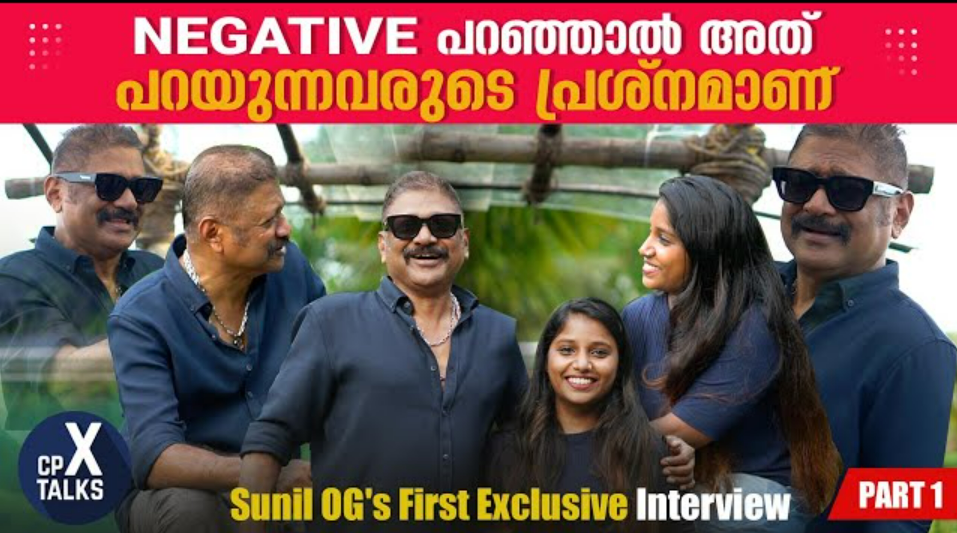 NEGATIVE പറഞ്ഞാൽ അത്
പറയുന്നവരുടെ പ്രശ്നമാണ്
CP X
TALKS
Sunil OG's First Exclusive Interview
PART 1